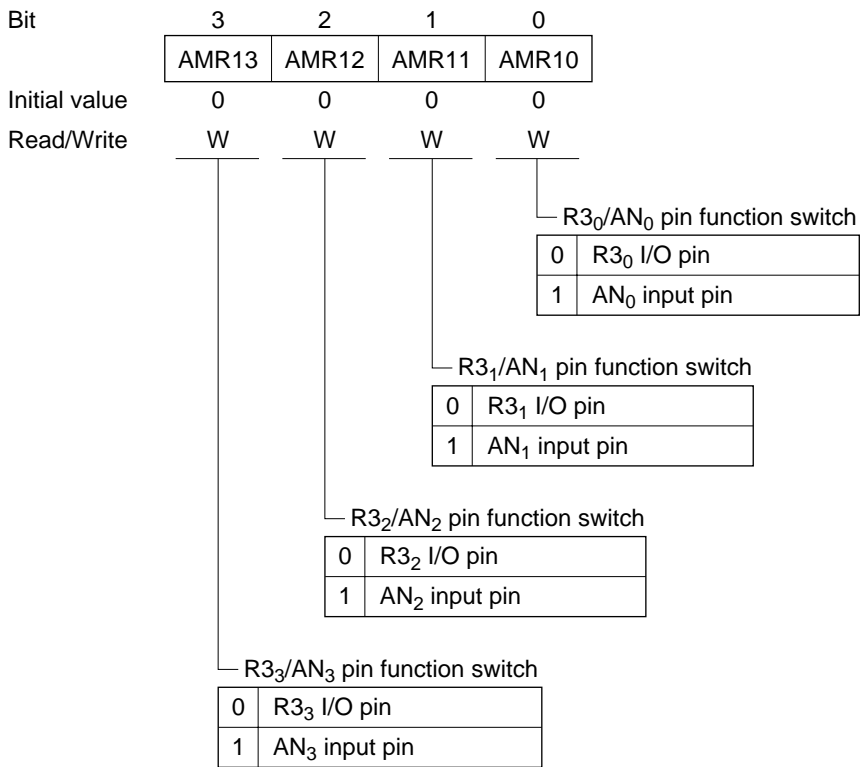 Bit 3 2 1 0
AMR13 AMR12 AMR11 AMR10
Initial value 0 0 0 0
Read/Write W W W W
R3₀/AN₀ pin function switch
0 R3₀ I/O pin
1 AN₀ input pin
R3₁/AN₁ pin function switch
0 R3₁ I/O pin
1 AN₁ input pin
R3₂/AN₂ pin function switch
0 R3₂ I/O pin
1 AN₂ input pin
R3₃/AN₃ pin function switch
0 R3₃ I/O pin
1 AN₃ input pin